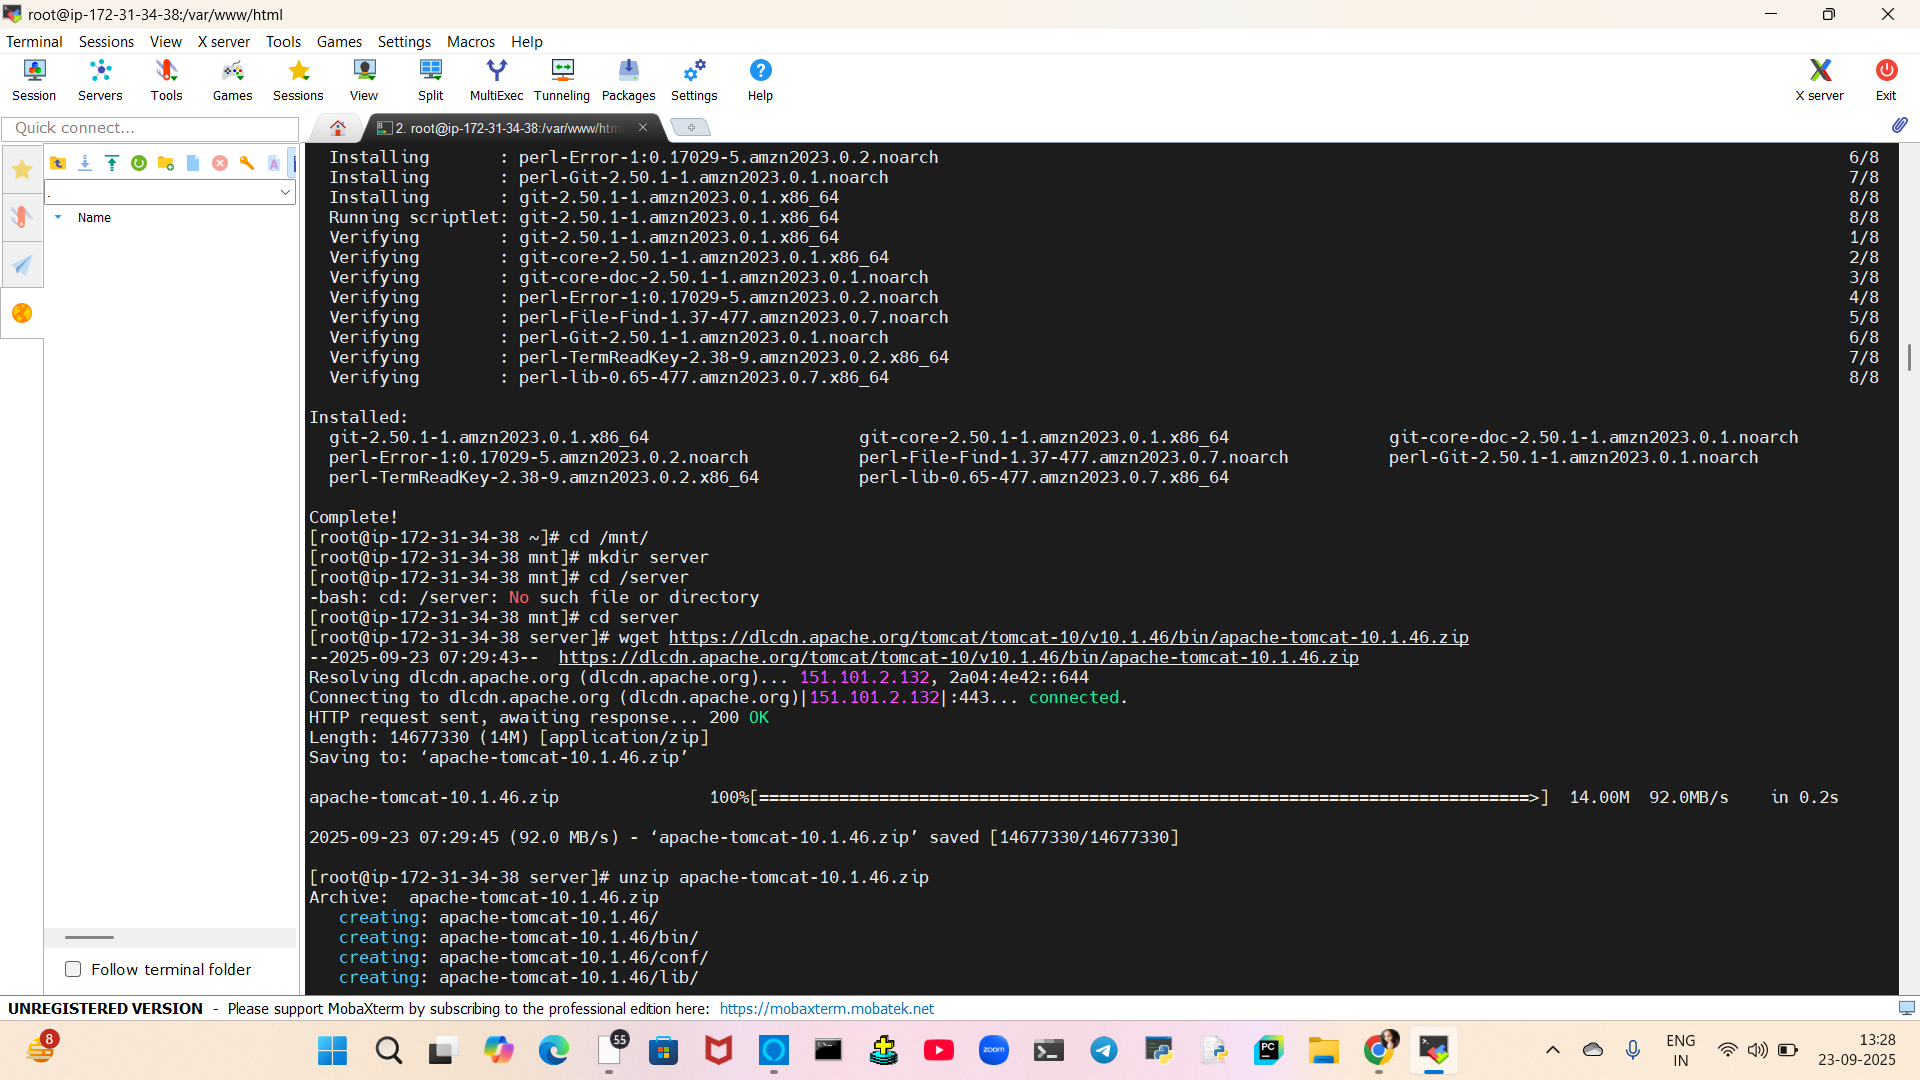 root@ip-172-31-34-38:/var/www/html
Terminal Sessions View X server Tools Games Settings Macros Help
Session Servers Tools Games Sessions View Split MultiExec Tunneling Packages Settings Help X server Exit
Quick connect...
2. root@ip-172-31-34-38:/var/www/htm
.
Name
Installing : perl-Error-1:0.17029-5.amzn2023.0.2.noarch 6/8
Installing : perl-Git-2.50.1-1.amzn2023.0.1.noarch 7/8
Installing : git-2.50.1-1.amzn2023.0.1.x86_64 8/8
Running scriptlet: git-2.50.1-1.amzn2023.0.1.x86_64 8/8
Verifying : git-2.50.1-1.amzn2023.0.1.x86_64 1/8
Verifying : git-core-2.50.1-1.amzn2023.0.1.x86_64 2/8
Verifying : git-core-doc-2.50.1-1.amzn2023.0.1.noarch 3/8
Verifying : perl-Error-1:0.17029-5.amzn2023.0.2.noarch 4/8
Verifying : perl-File-Find-1.37-477.amzn2023.0.7.noarch 5/8
Verifying : perl-Git-2.50.1-1.amzn2023.0.1.noarch 6/8
Verifying : perl-TermReadKey-2.38-9.amzn2023.0.2.x86_64 7/8
Verifying : perl-lib-0.65-477.amzn2023.0.7.x86_64 8/8
Installed:
git-2.50.1-1.amzn2023.0.1.x86_64 git-core-2.50.1-1.amzn2023.0.1.x86_64 git-core-doc-2.50.1-1.amzn2023.0.1.noarch
perl-Error-1:0.17029-5.amzn2023.0.2.noarch perl-File-Find-1.37-477.amzn2023.0.7.noarch perl-Git-2.50.1-1.amzn2023.0.1.noarch
perl-TermReadKey-2.38-9.amzn2023.0.2.x86_64 perl-lib-0.65-477.amzn2023.0.7.x86_64
Complete!
[root@ip-172-31-34-38 ~]# cd /mnt/
[root@ip-172-31-34-38 mnt]# mkdir server
[root@ip-172-31-34-38 mnt]# cd /server
-bash: cd: /server: No such file or directory
[root@ip-172-31-34-38 mnt]# cd server
[root@ip-172-31-34-38 server]# wget https://dlcdn.apache.org/tomcat/tomcat-10/v10.1.46/bin/apache-tomcat-10.1.46.zip
--2025-09-23 07:29:43-- https://dlcdn.apache.org/tomcat/tomcat-10/v10.1.46/bin/apache-tomcat-10.1.46.zip
Resolving dlcdn.apache.org (dlcdn.apache.org)... 151.101.2.132, 2a04:4e42::644
Connecting to dlcdn.apache.org (dlcdn.apache.org)|151.101.2.132|:443... connected.
HTTP request sent, awaiting response... 200 OK
Length: 14677330 (14M) [application/zip]
Saving to: ‘apache-tomcat-10.1.46.zip’
apache-tomcat-10.1.46.zip 100%[=============================================================================>] 14.00M 92.0MB/s in 0.2s
2025-09-23 07:29:45 (92.0 MB/s) - ‘apache-tomcat-10.1.46.zip’ saved [14677330/14677330]
[root@ip-172-31-34-38 server]# unzip apache-tomcat-10.1.46.zip
Archive: apache-tomcat-10.1.46.zip
creating: apache-tomcat-10.1.46/
creating: apache-tomcat-10.1.46/bin/
creating: apache-tomcat-10.1.46/conf/
creating: apache-tomcat-10.1.46/lib/
Follow terminal folder
UNREGISTERED VERSION - Please support MobaXterm by subscribing to the professional edition here: https://mobaxterm.mobatek.net
8
55
zoom
PC
ENG
IN
13:28
23-09-2025